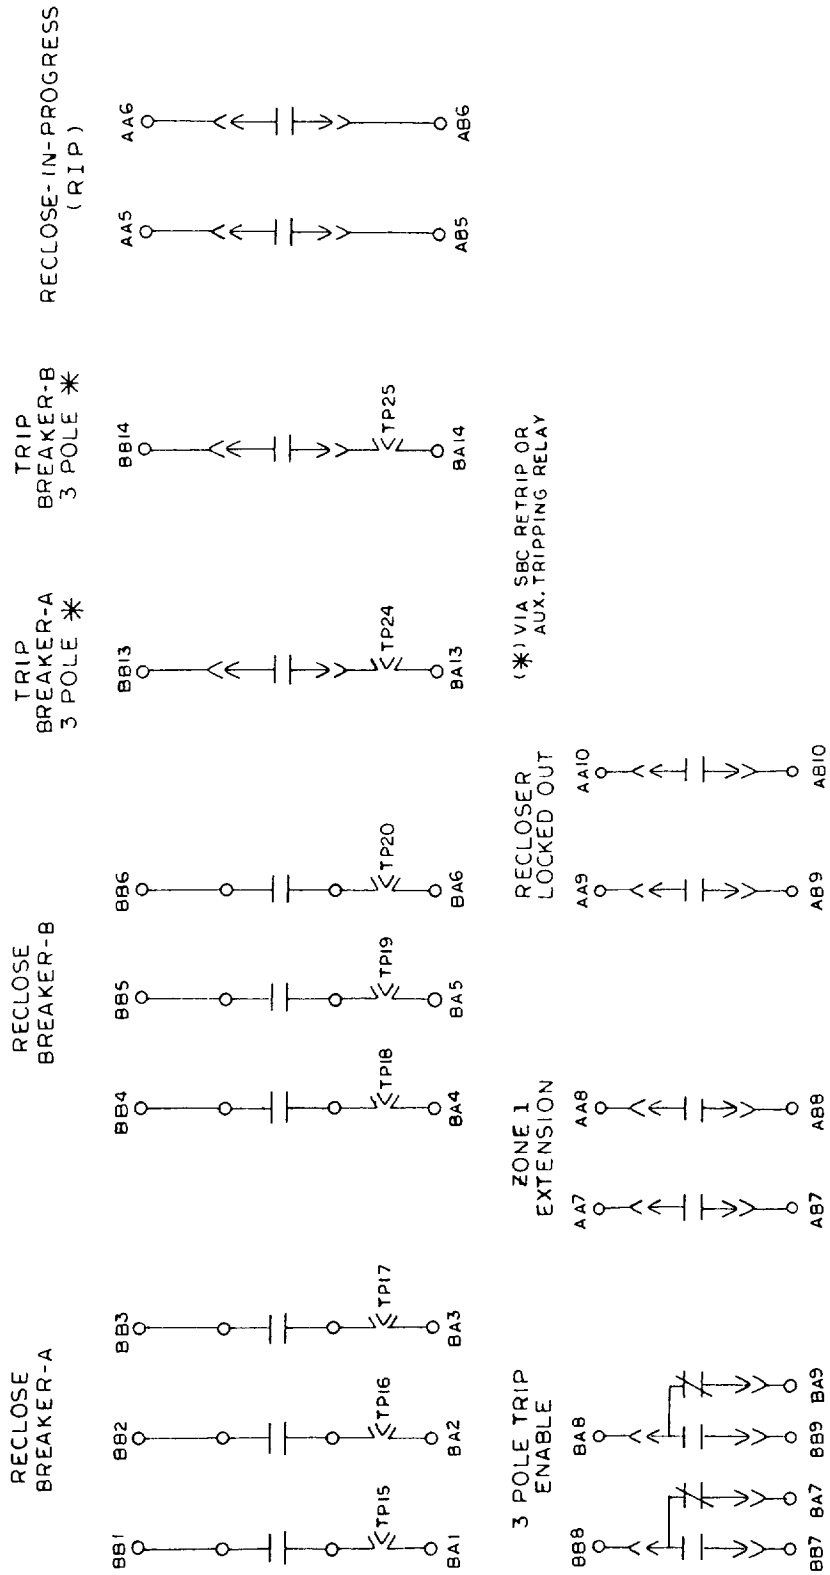 RECLOSE
BREAKER-A
BB1
BB2
BB3
TP15
TP16
TP17
BA1
BA2
BA3
RECLOSE
BREAKER-B
BB4
BB5
BB6
TP18
TP19
TP20
BA4
BA5
BA6
TRIP
BREAKER-A
3 POLE *
BB13
TP24
BA13
TRIP
BREAKER-B
3 POLE *
BB14
TP25
BA14
RECLOSE-IN-PROGRESS
(RIP)
AA5
AA6
AB5
AB6
3 POLE TRIP
ENABLE
BB8
BA8
BB7
BA7
BB9
BA9
ZONE 1
EXTENSION
AA7
AA8
AB7
AB8
RECLOSER
LOCKED OUT
AA9
AA10
AB9
AB10
(*) VIA SBC RETRIP OR
AUX. TRIPPING RELAY